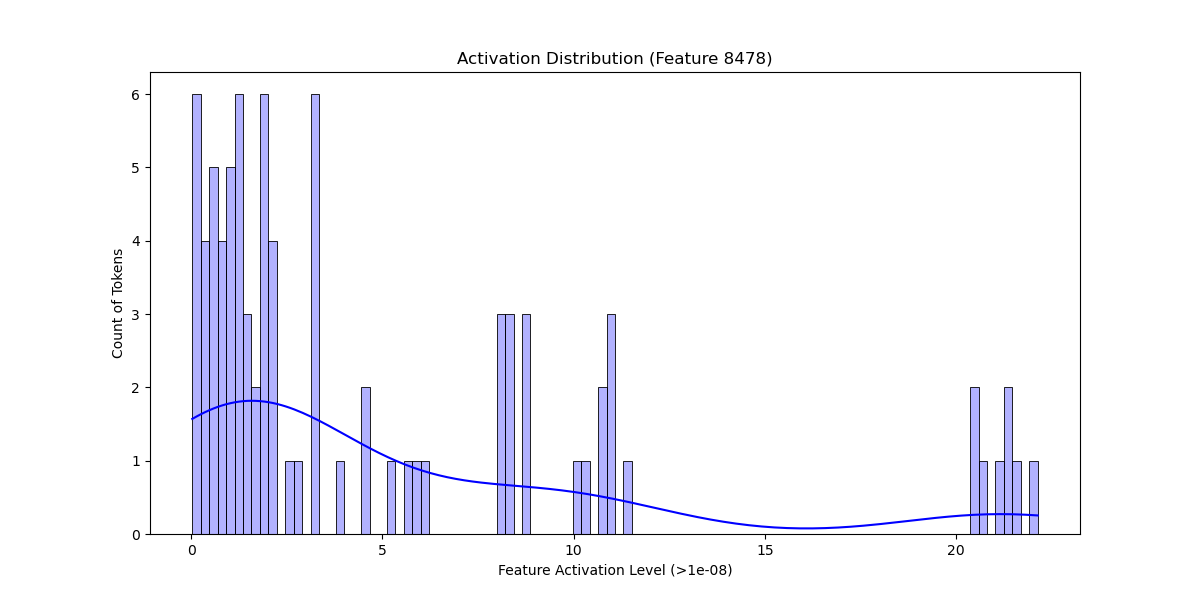 Activation Distribution (Feature 8478)
6
5
4
3
2
1
0
Count of Tokens
0 5 10 15 20
Feature Activation Level (>1e-08)